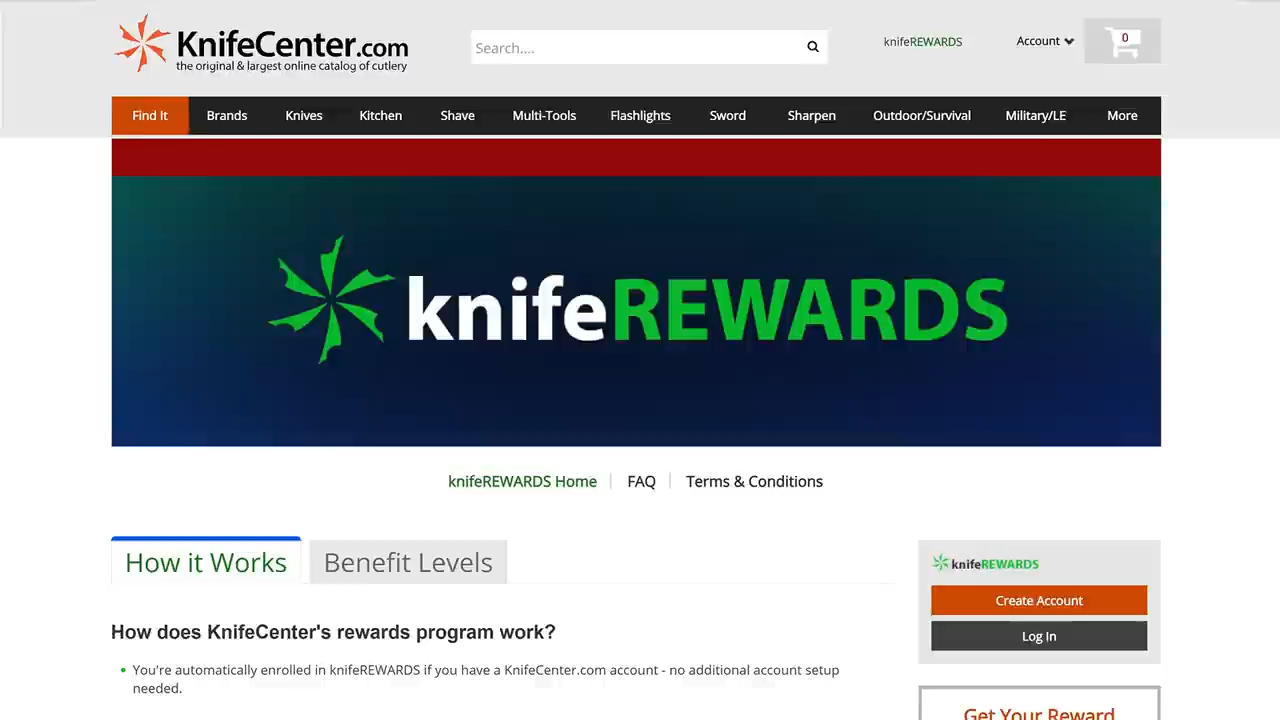 KnifeCenter.com
the original & largest online catalog of cutlery
Search....
knifeREWARDS
Account
0
Find It
Brands
Knives
Kitchen
Shave
Multi-Tools
Flashlights
Sword
Sharpen
Outdoor/Survival
Military/LE
More
knifeREWARDS
knifeREWARDS Home
FAQ
Terms & Conditions
How it Works
Benefit Levels
How does KnifeCenter's rewards program work?
You're automatically enrolled in knifeREWARDS if you have a KnifeCenter.com account - no additional account setup
needed.
knifeREWARDS
Create Account
Log In
Get Your Reward